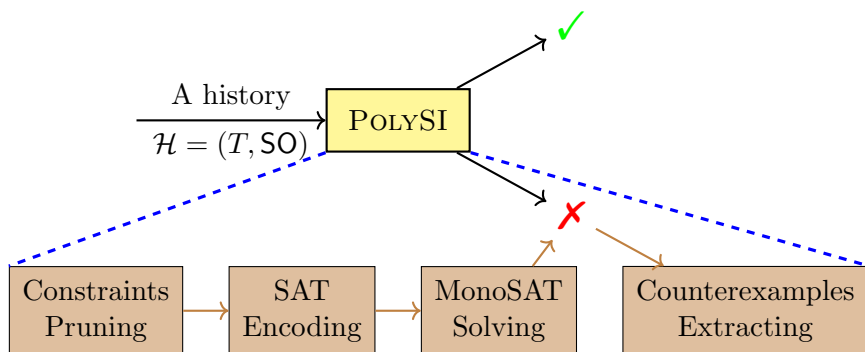 ✓
A history
POLYSI
ℋ = (T, SO)
✗
Constraints
Pruning
SAT
Encoding
MonoSAT
Solving
Counterexamples
Extracting